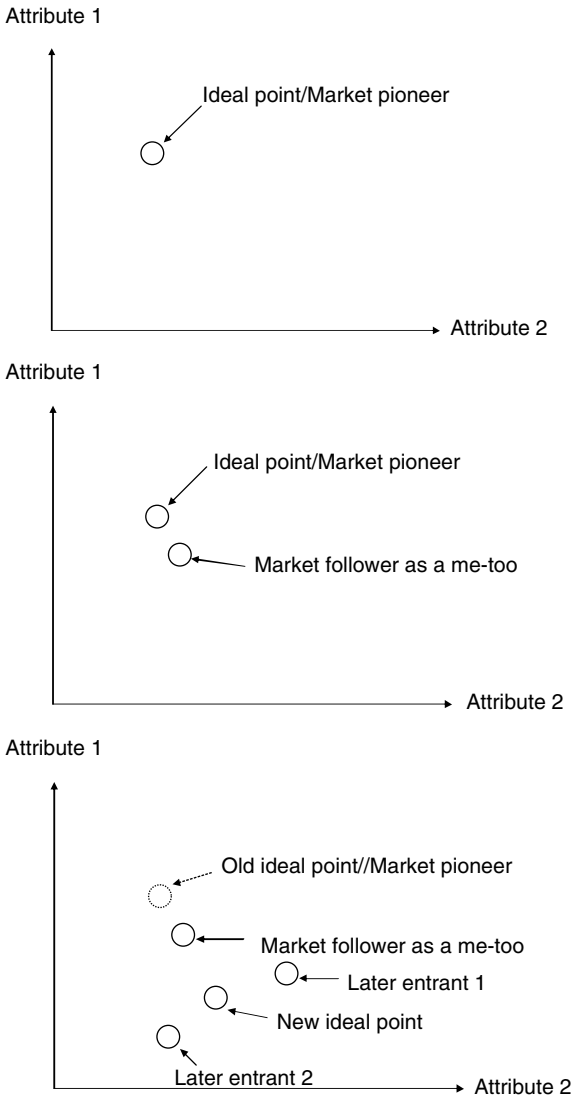 Attribute 1
Ideal point/Market pioneer
Attribute 2
Attribute 1
Ideal point/Market pioneer
Market follower as a me-too
Attribute 2
Attribute 1
Old ideal point//Market pioneer
Market follower as a me-too
Later entrant 1
New ideal point
Later entrant 2
Attribute 2